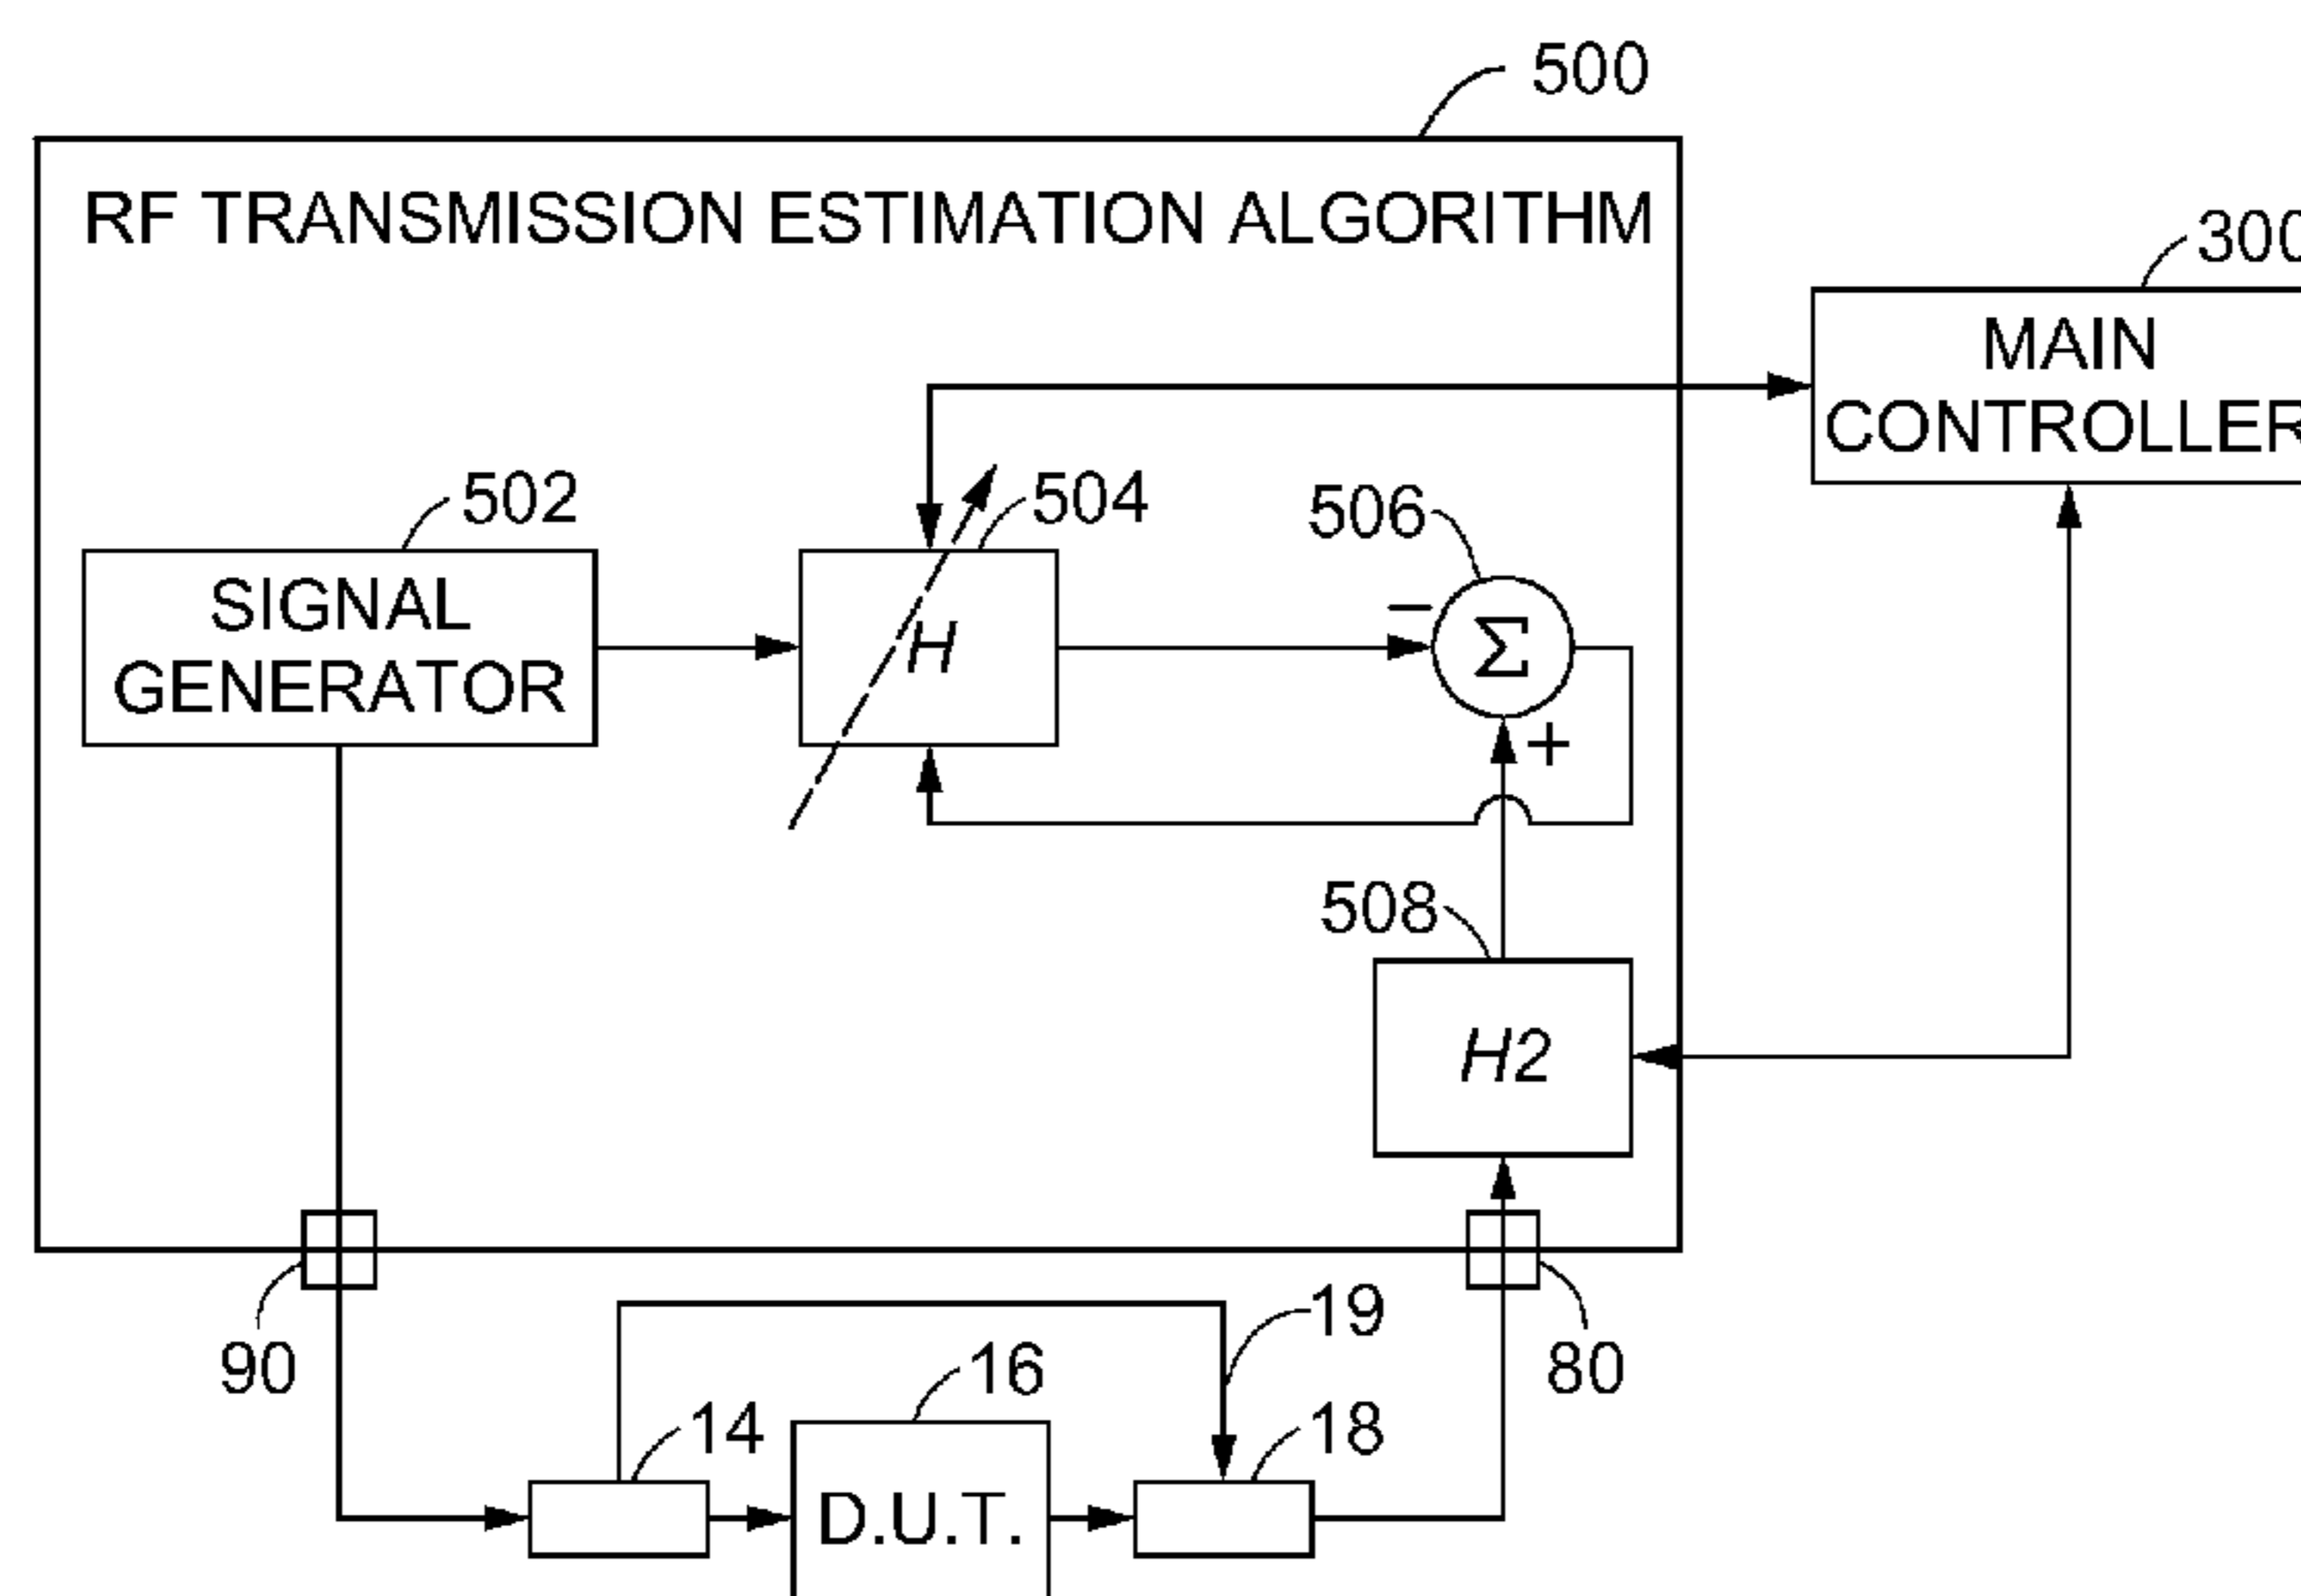 500
RF TRANSMISSION ESTIMATION ALGORITHM
300
MAIN
CONTROLLER
502
504
506
SIGNAL
GENERATOR
H
−
Σ
+
508
H2
90
19
80
16
14
18
D.U.T.